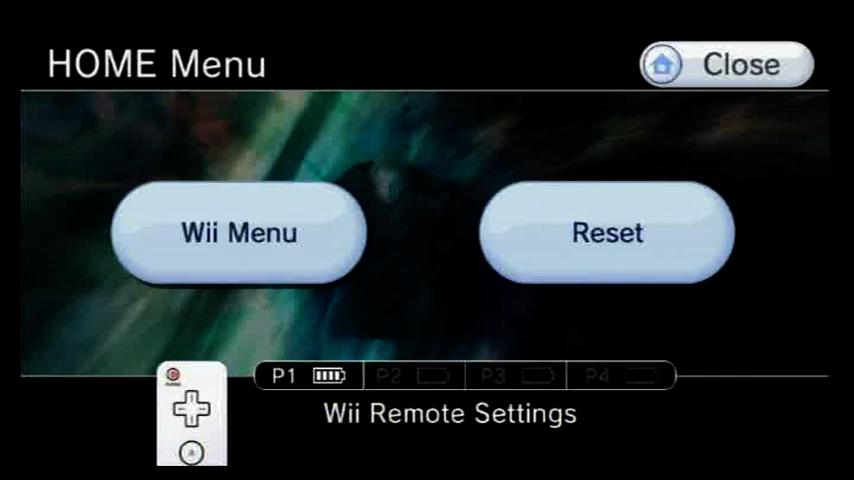 HOME Menu
Close
Wii Menu
Reset
P1
P2
P3
P4
Wii Remote Settings